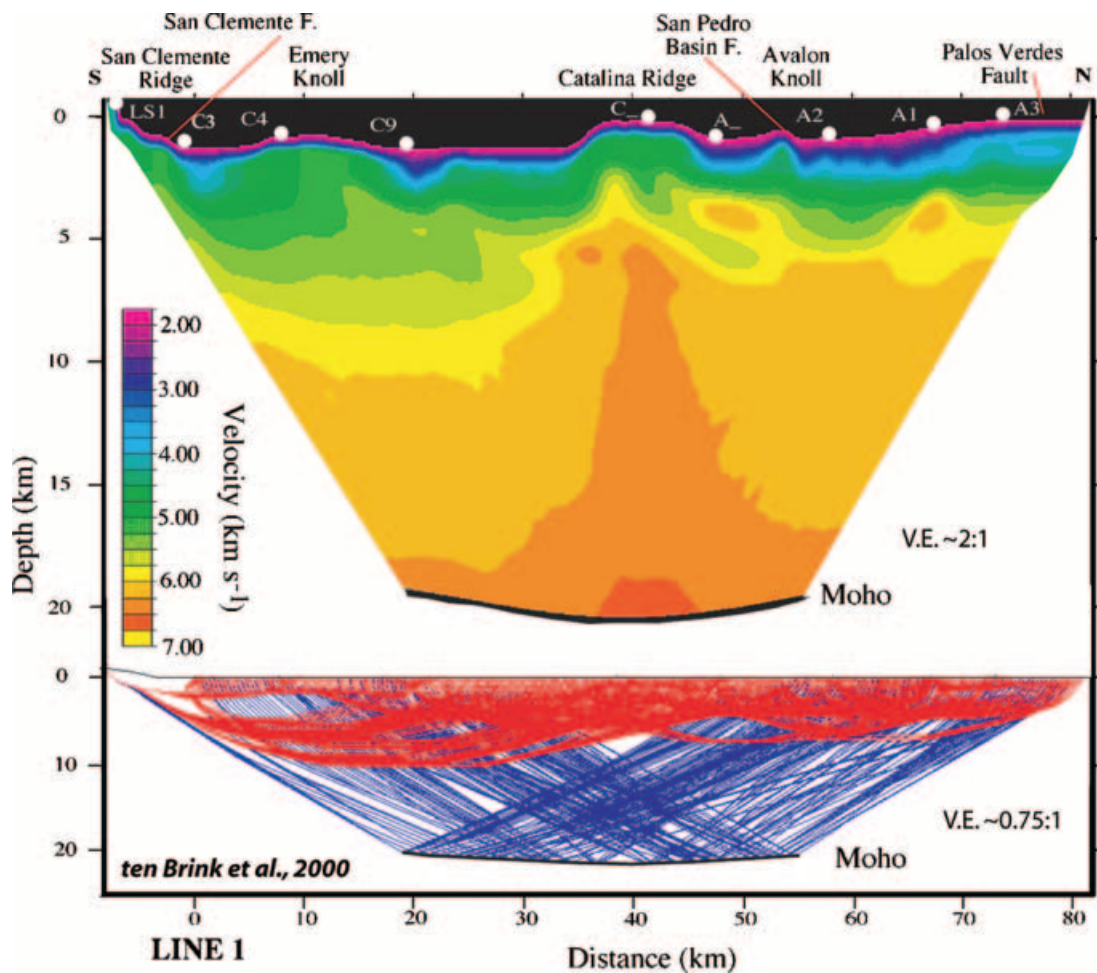 San Clemente F.
San Pedro
Basin F.
San Clemente
Ridge
Emery
Knoll
Catalina Ridge
Avalon
Knoll
Palos Verdes
Fault
S
N
LS1
C3
C4
C9
C_
A_
A2
A1
A3
0
5
10
15
20
Depth (km)
2.00
3.00
4.00
5.00
6.00
7.00
Velocity (km s⁻¹)
V.E. ~2:1
Moho
0
10
20
V.E. ~0.75:1
Moho
ten Brink et al., 2000
0 10 20 30 40 50 60 70 80
LINE 1
Distance (km)